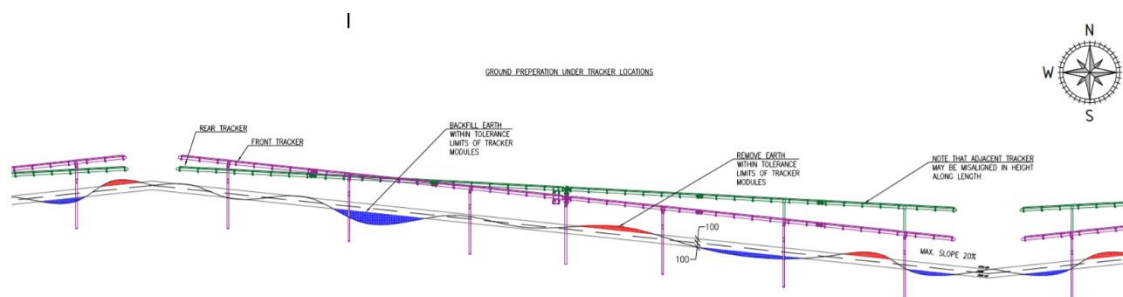 GROUND PREPERATION UNDER TRACKER LOCATIONS
N
W
S
REAR TRACKER
FRONT TRACKER
BACKFILL EARTH
WITHIN TOLERANCE
LIMITS OF TRACKER
MODULES
REMOVE EARTH
WITHIN TOLERANCE
LIMITS OF TRACKER
MODULES
NOTE THAT ADJACENT TRACKER
MAY BE MISALIGNED IN HEIGHT
ALONG LENGTH
100
100
MAX. SLOPE 20%